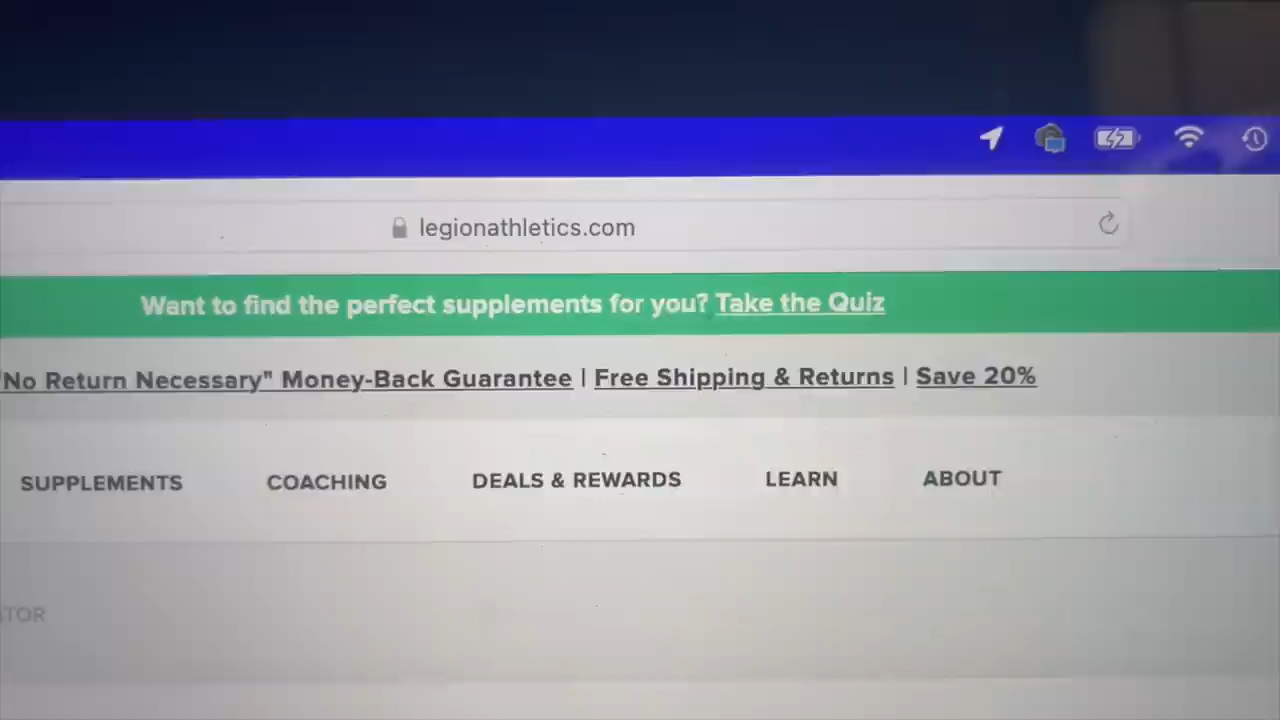 legionathletics.com
Want to find the perfect supplements for you? Take the Quiz
"No Return Necessary" Money-Back Guarantee | Free Shipping & Returns | Save 20%
SUPPLEMENTS COACHING DEALS & REWARDS LEARN ABOUT